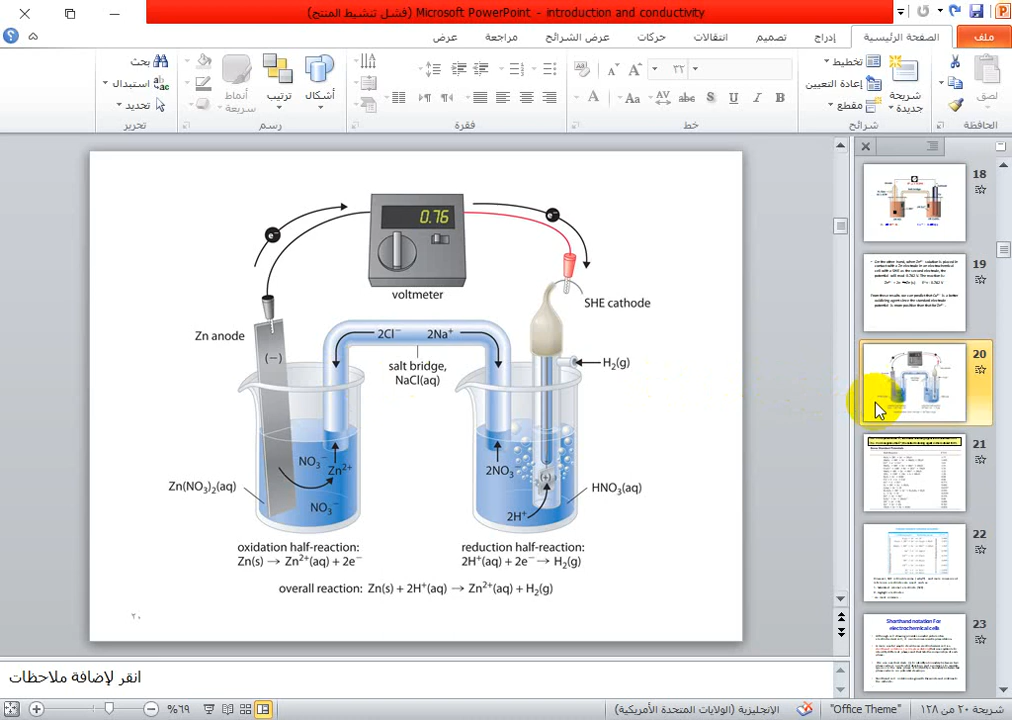 introduction and conductivity - Microsoft PowerPoint (فشل تنشيط المنتج)
ملف
الصفحة الرئيسية
إدراج
تصميم
انتقالات
حركات
عرض الشرائح
مراجعة
عرض
لصق
الحافظة
شريحة جديدة
تخطيط
إعادة التعيين
مقطع
شرائح
٣٢
خط
فقرة
أشكال
ترتيب
أنماط سريعة
رسم
بحث
استبدال
تحديد
تحرير
0.76
voltmeter
SHE cathode
Zn anode
(−)
2Cl⁻ 2Na⁺
H₂(g)
salt bridge,
NaCl(aq)
NO₃⁻
Zn²⁺
2NO₃⁻
Zn(NO₃)₂(aq)
HNO₃(aq)
NO₃⁻
2H⁺
oxidation half-reaction:
Zn(s) → Zn²⁺(aq) + 2e⁻
reduction half-reaction:
2H⁺(aq) + 2e⁻ → H₂(g)
overall reaction: Zn(s) + 2H⁺(aq) → Zn²⁺(aq) + H₂(g)
٢٠
18
19
20
21
22
23
Shorthand notation For
electrochemical cells
انقر لإضافة ملاحظات
شريحة ٢٠ من ١٢٨
"Office Theme"
الإنجليزية (الولايات المتحدة الأمريكية)
٦٩%